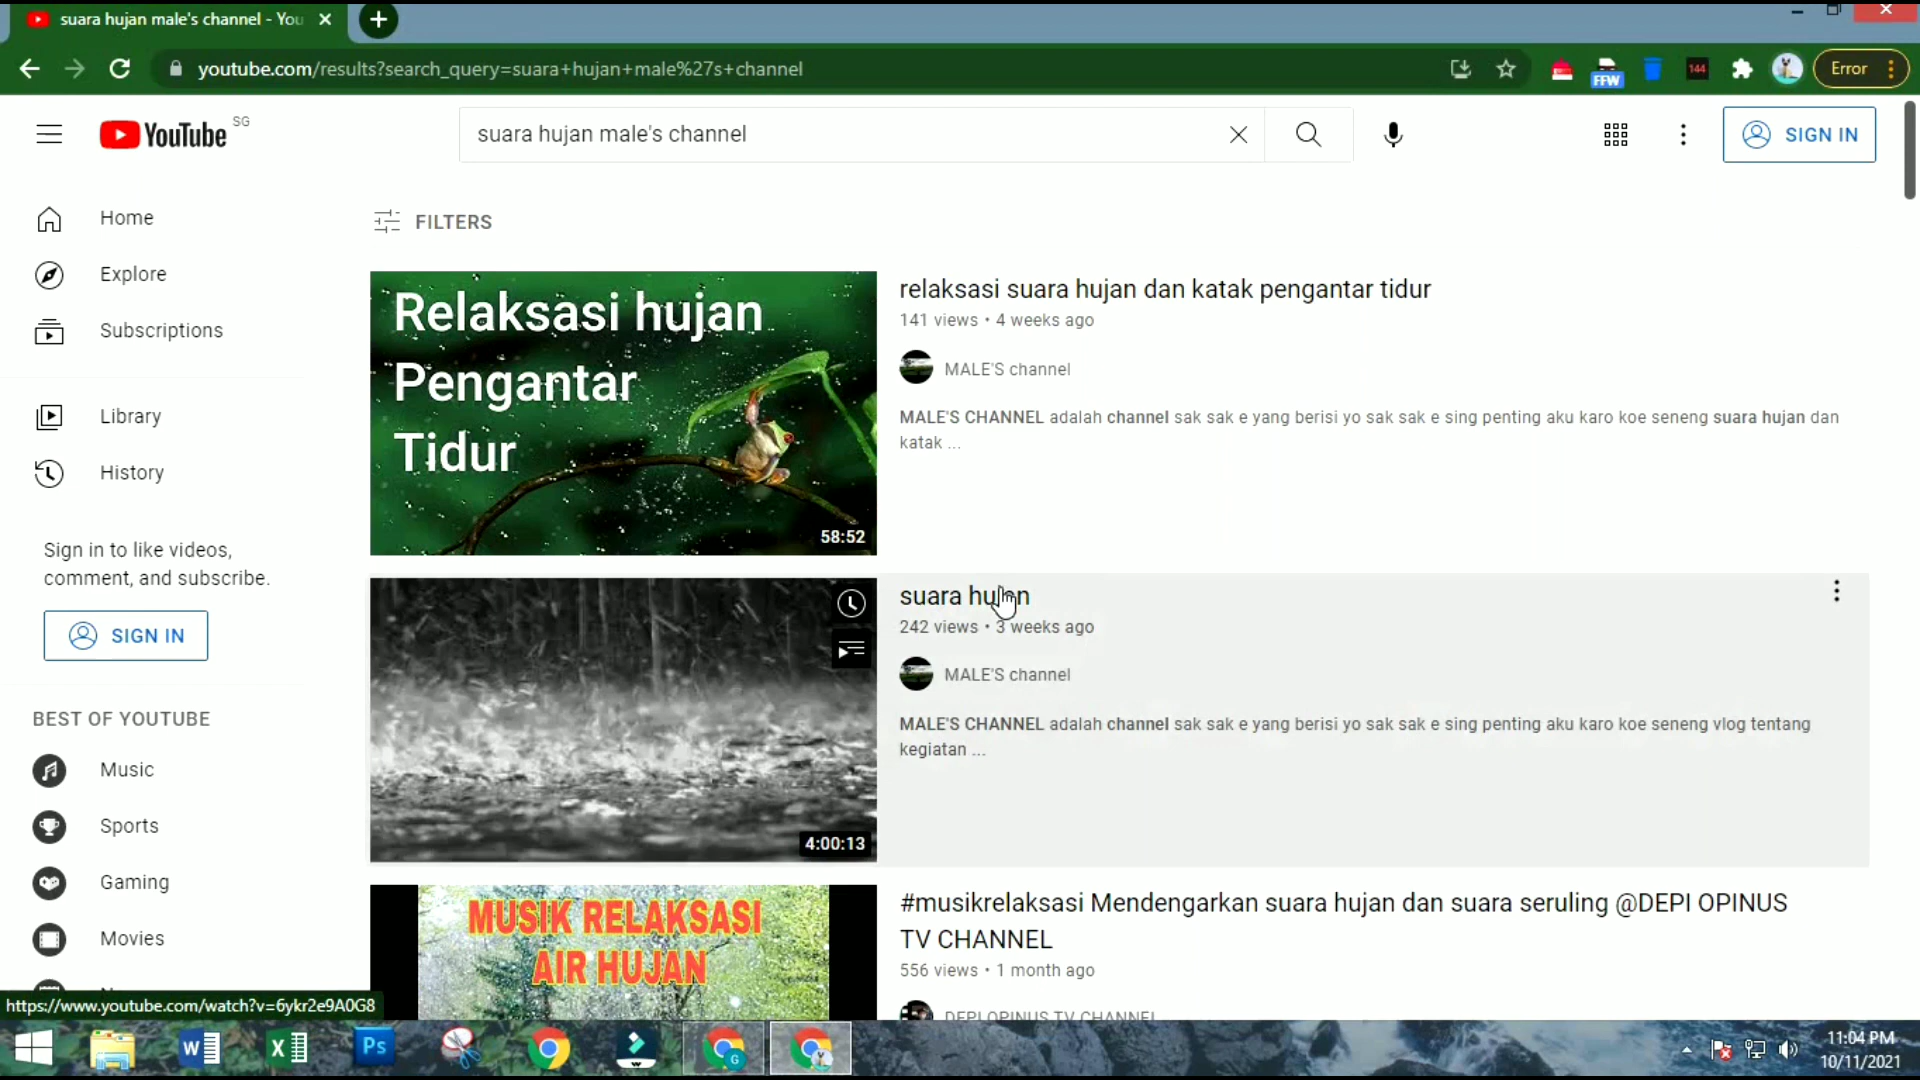 suara hujan male's channel - You
youtube.com/results?search_query=suara+hujan+male%27s+channel
FFW
144
Error
YouTube SG
suara hujan male's channel
SIGN IN
Home
Explore
Subscriptions
Library
History
Sign in to like videos,
comment, and subscribe.
SIGN IN
BEST OF YOUTUBE
Music
Sports
Gaming
Movies
FILTERS
Relaksasi hujan
Pengantar
Tidur
58:52
relaksasi suara hujan dan katak pengantar tidur
141 views • 4 weeks ago
MALE'S channel
MALE'S CHANNEL adalah channel sak sak e yang berisi yo sak sak e sing penting aku karo koe seneng suara hujan dan
katak ...
4:00:13
suara hujan
242 views • 3 weeks ago
MALE'S channel
MALE'S CHANNEL adalah channel sak sak e yang berisi yo sak sak e sing penting aku karo koe seneng vlog tentang
kegiatan ...
MUSIK RELAKSASI
AIR HUJAN
#musikrelaksasi Mendengarkan suara hujan dan suara seruling @DEPI OPINUS
TV CHANNEL
556 views • 1 month ago
DEPI OPINUS TV CHANNEL
https://www.youtube.com/watch?v=6ykr2e9A0G8
W
X
Ps
G
11:04 PM
10/11/2021